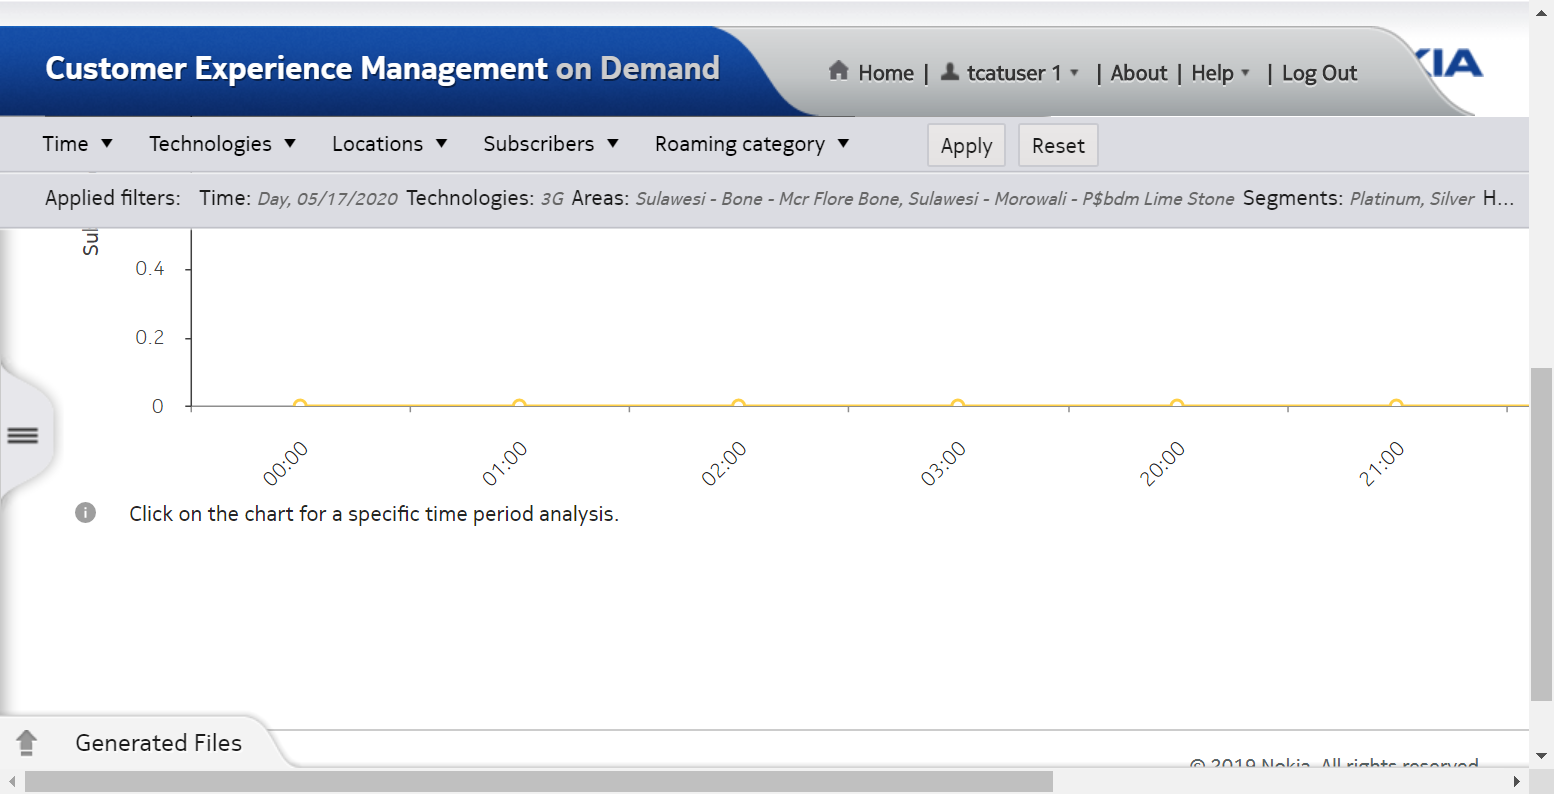 Customer Experience Management on Demand
Home | tcatuser 1 | About | Help | Log Out
KIA
Time Technologies Locations Subscribers Roaming category Apply Reset
Applied filters: Time: Day, 05/17/2020 Technologies: 3G Areas: Sulawesi - Bone - Mcr Flore Bone, Sulawesi - Morowali - P$bdm Lime Stone Segments: Platinum, Silver H...
Su
0.4
0.2
0
00:00 01:00 02:00 03:00 20:00 21:00
Click on the chart for a specific time period analysis.
Generated Files
© 2019 Nokia. All rights reserved